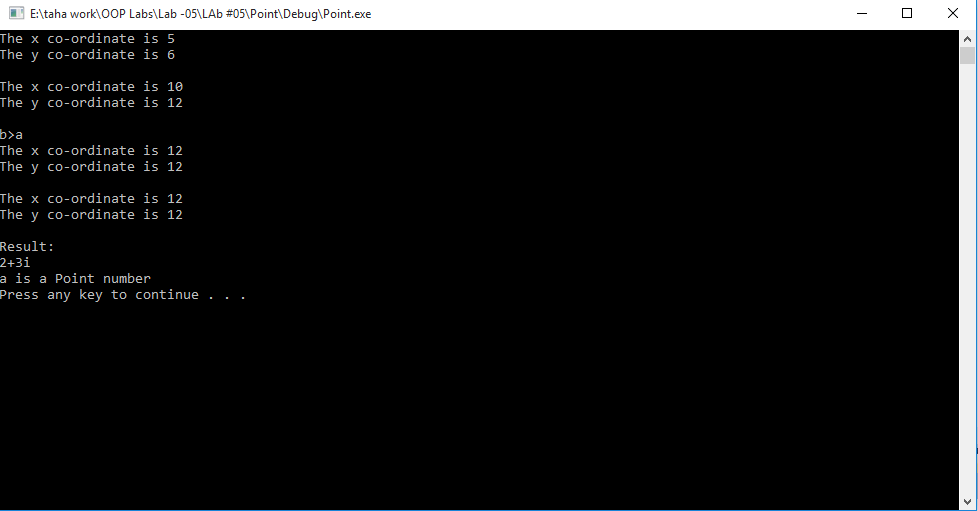 E:\taha work\OOP Labs\Lab -05\LAb #05\Point\Debug\Point.exe
The x co-ordinate is 5
The y co-ordinate is 6
The x co-ordinate is 10
The y co-ordinate is 12
b>a
The x co-ordinate is 12
The y co-ordinate is 12
The x co-ordinate is 12
The y co-ordinate is 12
Result:
2+3i
a is a Point number
Press any key to continue . . .